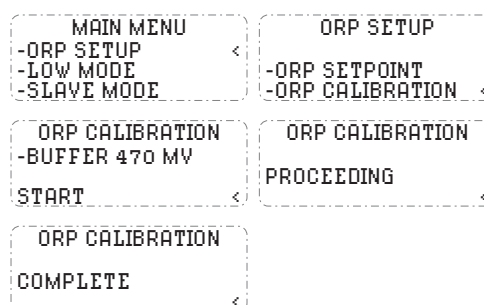 MAIN MENU
-ORP SETUP <
-LOW MODE
-SLAVE MODE
ORP SETUP
-ORP SETPOINT
-ORP CALIBRATION <
ORP CALIBRATION
-BUFFER 470 MV
START <
ORP CALIBRATION
PROCEEDING
<
ORP CALIBRATION
COMPLETE
<